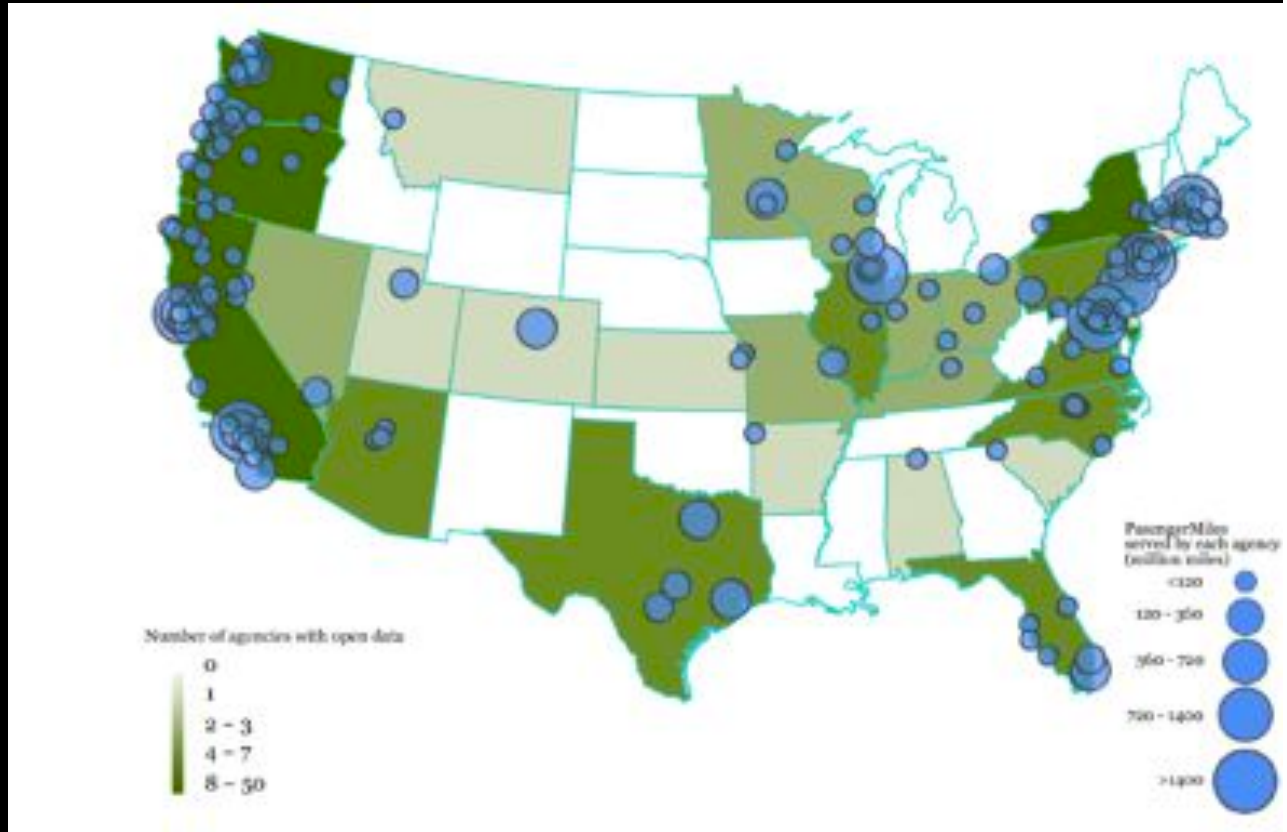 Number of agencies with open data
0
1
2 - 3
4 - 7
8 - 50
PasengerMiles
served by each agency
(million miles)
<120
120 - 360
360 - 720
720 - 1400
>1400